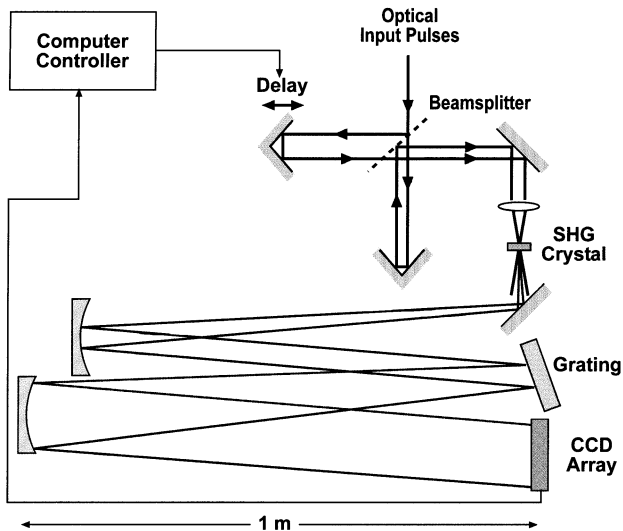 Computer
Controller
Optical
Input Pulses
Delay
Beamsplitter
SHG
Crystal
Grating
CCD
Array
1 m